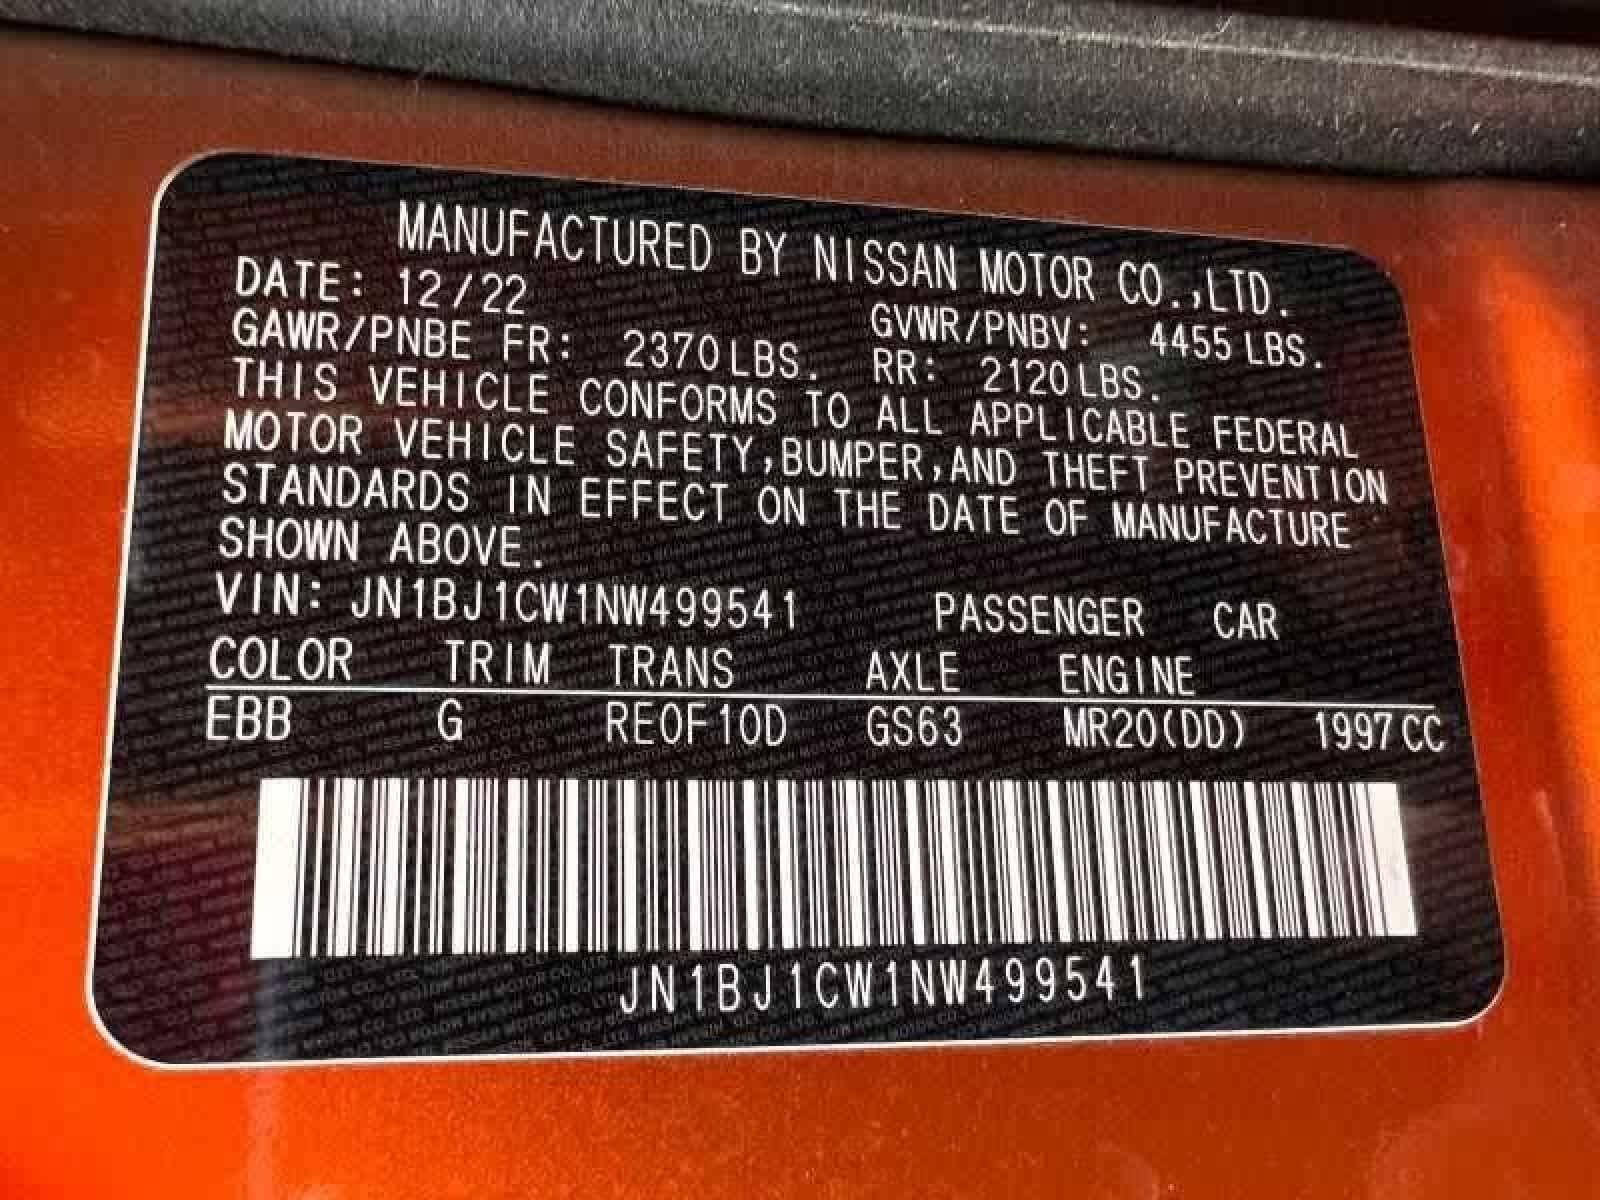 MANUFACTURED BY NISSAN MOTOR CO.,LTD.
DATE: 12/22 GVWR/PNBV: 4455 LBS.
GAWR/PNBE FR: 2370 LBS. RR: 2120 LBS.
THIS VEHICLE CONFORMS TO ALL APPLICABLE FEDERAL
MOTOR VEHICLE SAFETY,BUMPER,AND THEFT PREVENTION
STANDARDS IN EFFECT ON THE DATE OF MANUFACTURE
SHOWN ABOVE.
VIN: JN1BJ1CW1NW499541 PASSENGER CAR
COLOR TRIM TRANS AXLE ENGINE
EBB G RE0F10D GS63 MR20(DD) 1997 CC
JN1BJ1CW1NW499541